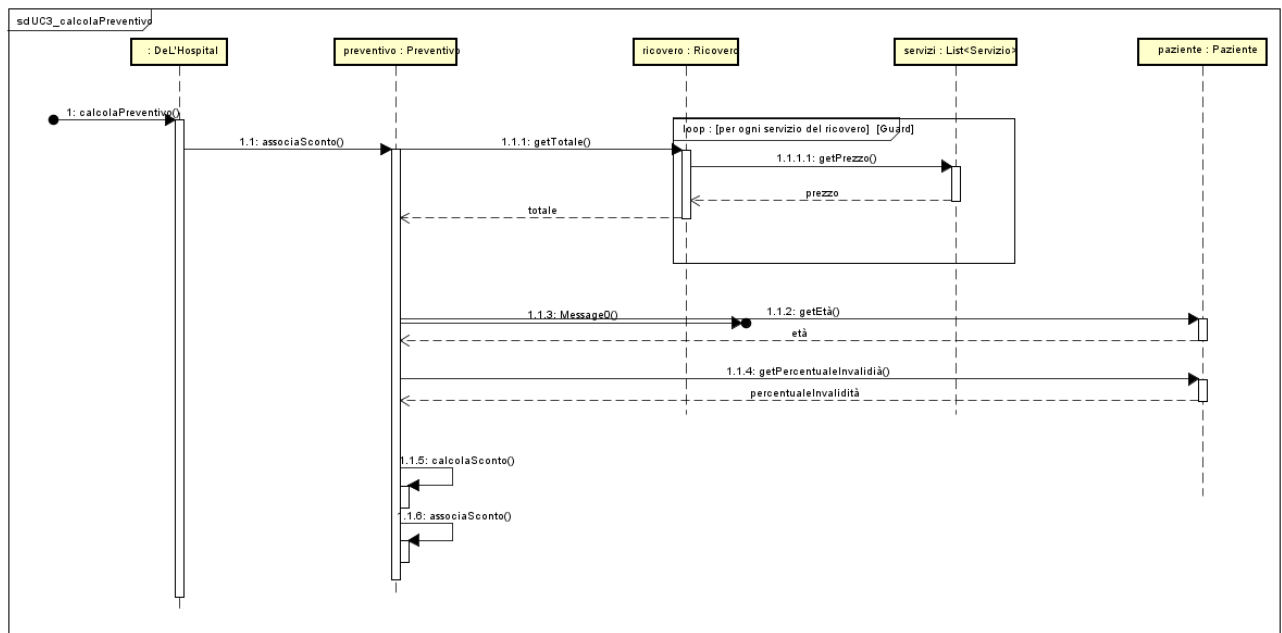 sd UC3_calcolaPreventivo
: DeL'Hospital
preventivo : Preventivo
ricovero : Ricovero
servizi : List<Servizio>
paziente : Paziente
1: calcolaPreventivo()
loop : [per ogni servizio del ricovero] [Guard]
1.1: associaSconto()
1.1.1: getTotale()
1.1.1.1: getPrezzo()
prezzo
totale
1.1.3: Message0()
1.1.2: getEtà()
età
1.1.4: getPercentualeInvalidià()
percentualeInvalidità
1.1.5: calcolaSconto()
1.1.6: associaSconto()